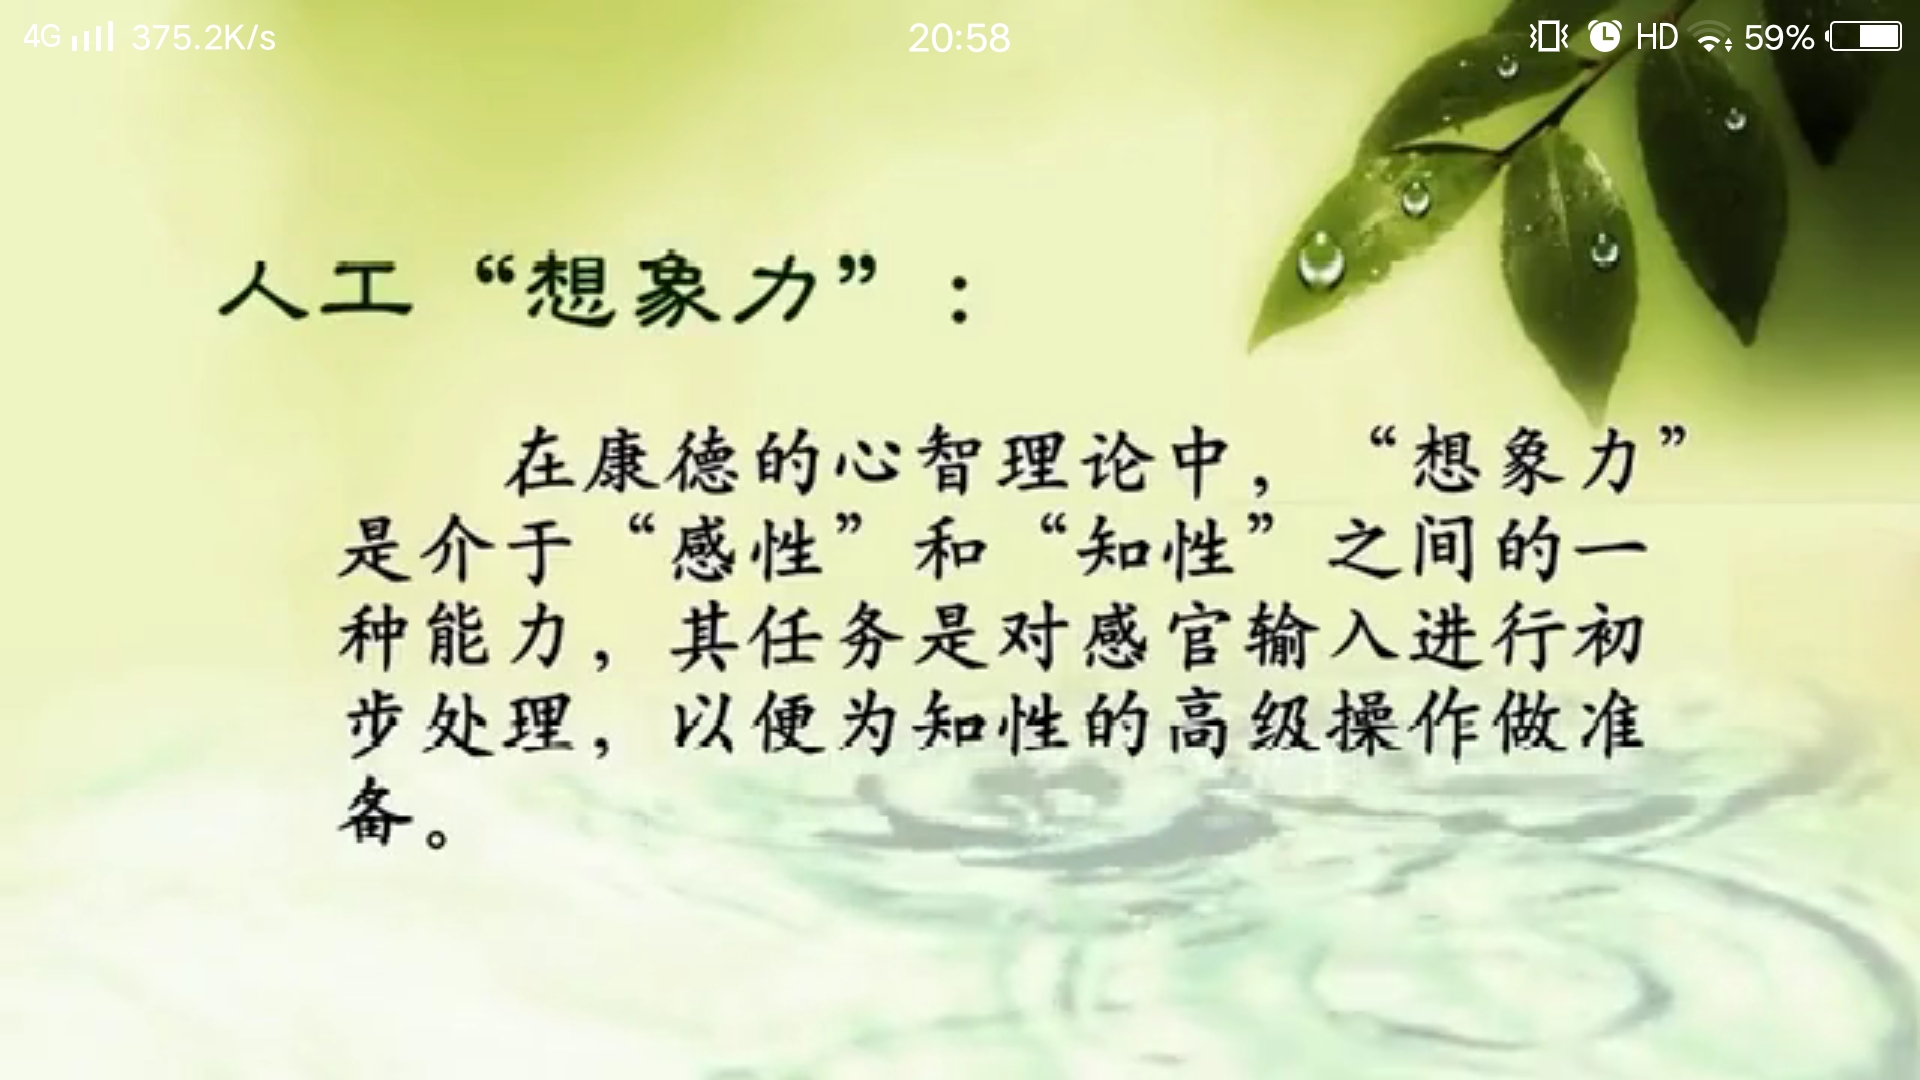 4G 375.2K/s 20:58 HD 59%
人工“想象力”：
在康德的心智理论中，“想象力”
是介于“感性”和“知性”之间的一
种能力，其任务是对感官输入进行初
步处理，以便为知性的高级操作做准
备。